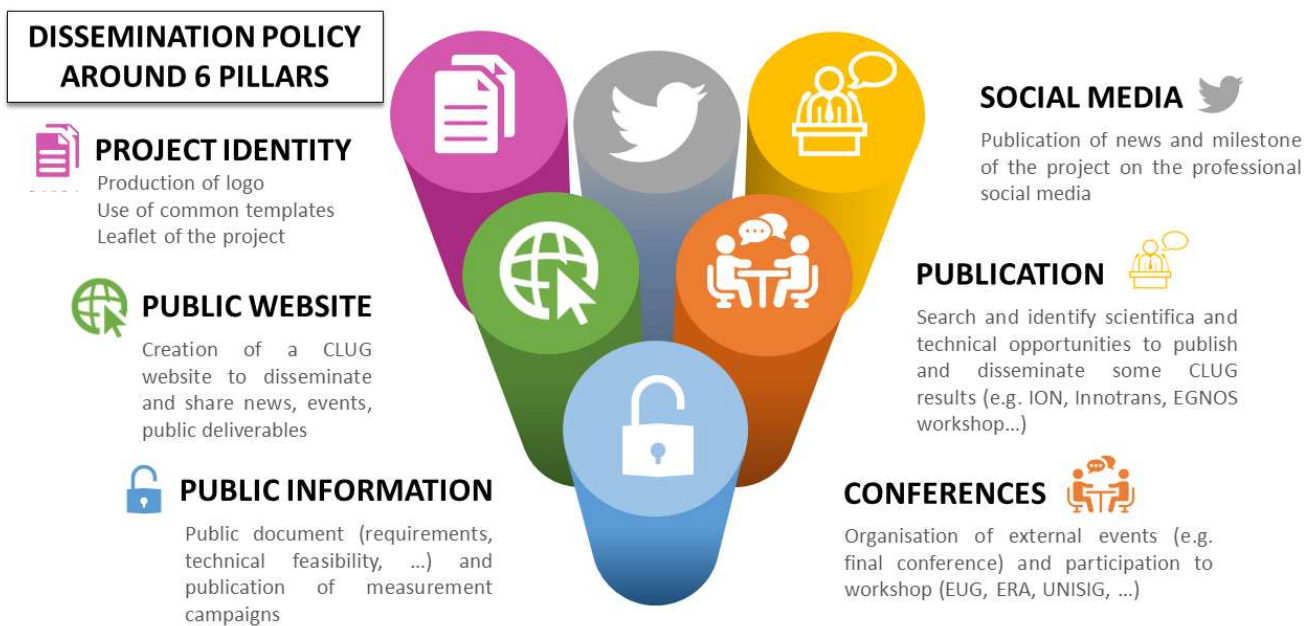 DISSEMINATION POLICY
AROUND 6 PILLARS
PROJECT IDENTITY
Production of logo
Use of common templates
Leaflet of the project
PUBLIC WEBSITE
Creation of a CLUG
website to disseminate
and share news, events,
public deliverables
PUBLIC INFORMATION
Public document (requirements,
technical feasibility, ...) and
publication of measurement
campaigns
SOCIAL MEDIA
Publication of news and milestone
of the project on the professional
social media
PUBLICATION
Search and identify scientifica and
technical opportunities to publish
and disseminate some CLUG
results (e.g. ION, Innotrans, EGNOS
workshop...)
CONFERENCES
Organisation of external events (e.g.
final conference) and participation to
workshop (EUG, ERA, UNISIG, ...)